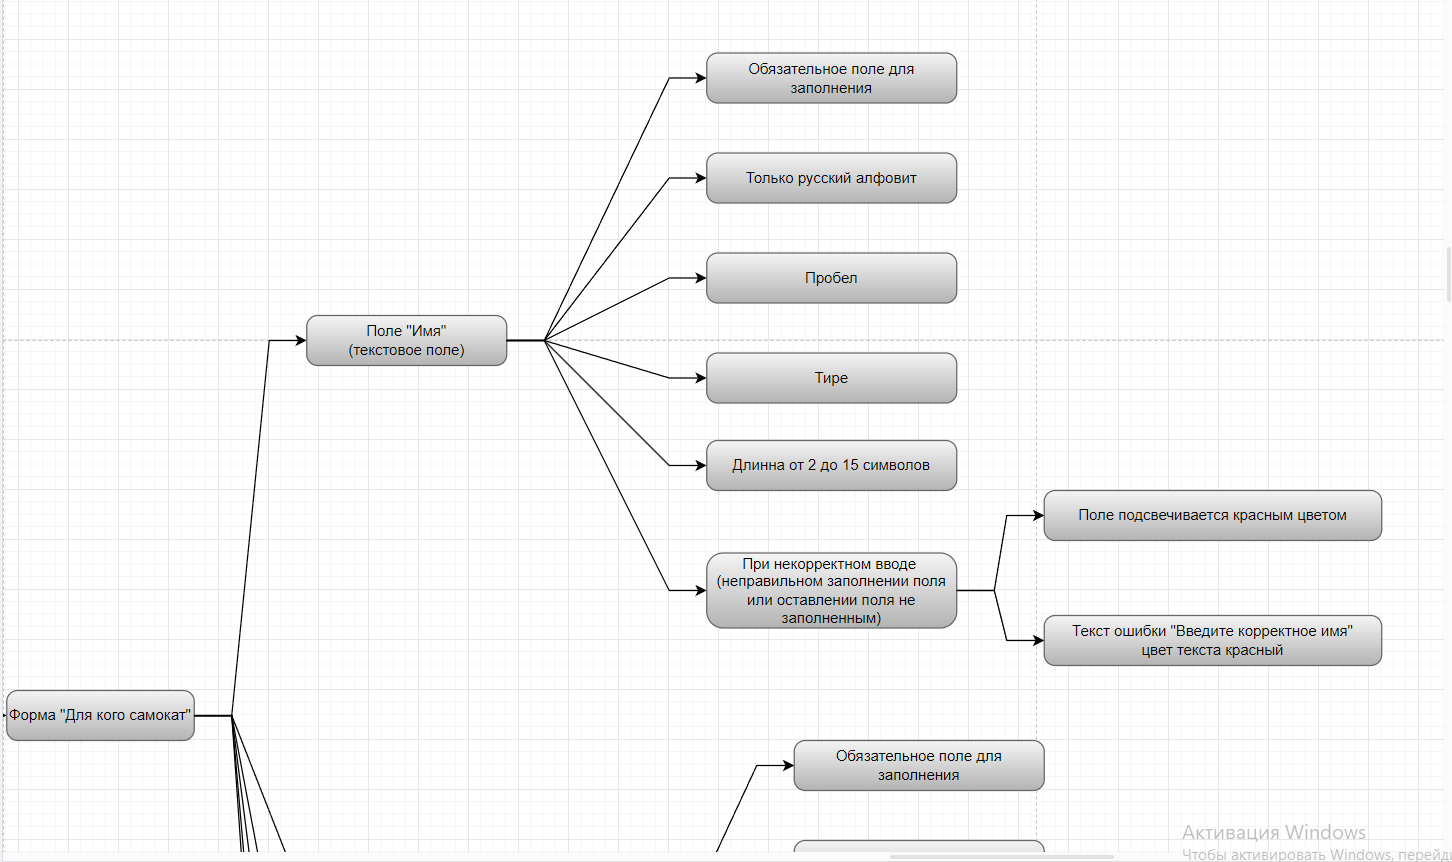 Обязательное поле для
заполнения
Только русский алфовит
Пробел
Поле "Имя"
(текстовое поле)
Тире
Длинна от 2 до 15 символов
При некорректном вводе
(неправильном заполнении поля
или оставлении поля не
заполненным)
Поле подсвечивается красным цветом
Текст ошибки "Введите корректное имя"
цвет текста красный
Форма "Для кого самокат"
Обязательное поле для
заполнения
Активация Windows
Чтобы активировать Windows,